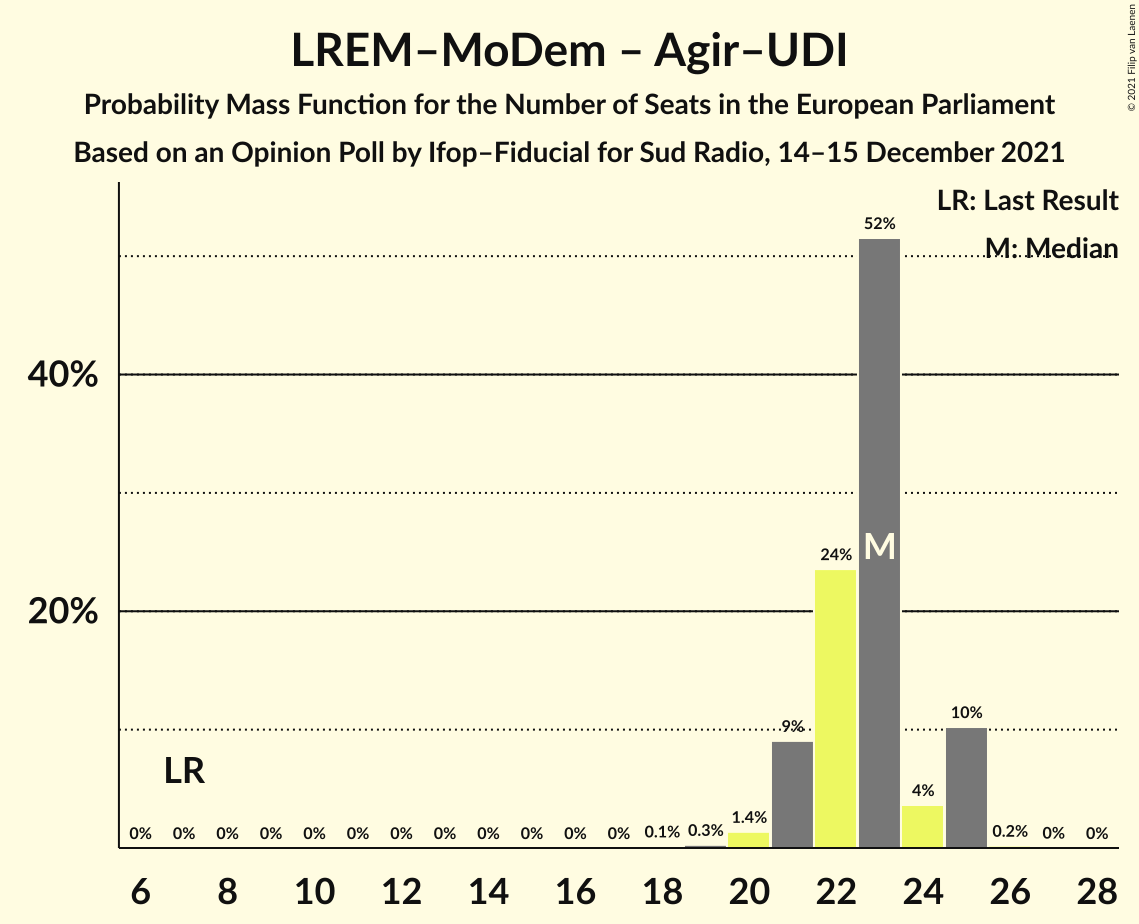 LREM–MoDem – Agir–UDI
Probability Mass Function for the Number of Seats in the European Parliament
Based on an Opinion Poll by Ifop–Fiducial for Sud Radio, 14–15 December 2021
© 2021 Filip van Laenen
LR: Last Result
M: Median
40%
20%
52%
M
24%
10%
9%
4%
LR
0% 0% 0% 0% 0% 0% 0% 0% 0% 0% 0% 0% 0.1% 0.3% 1.4% 0.2% 0% 0%
6 8 10 12 14 16 18 20 22 24 26 28